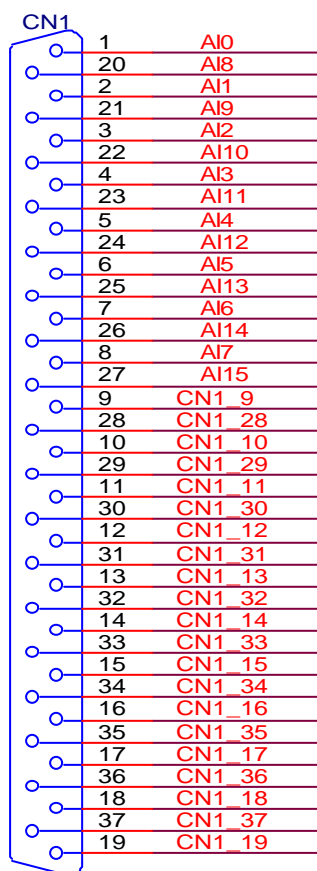 CN1
1 AI0
20 AI8
2 AI1
21 AI9
3 AI2
22 AI10
4 AI3
23 AI11
5 AI4
24 AI12
6 AI5
25 AI13
7 AI6
26 AI14
8 AI7
27 AI15
9 CN1_9
28 CN1_28
10 CN1_10
29 CN1_29
11 CN1_11
30 CN1_30
12 CN1_12
31 CN1_31
13 CN1_13
32 CN1_32
14 CN1_14
33 CN1_33
15 CN1_15
34 CN1_34
16 CN1_16
35 CN1_35
17 CN1_17
36 CN1_36
18 CN1_18
37 CN1_37
19 CN1_19